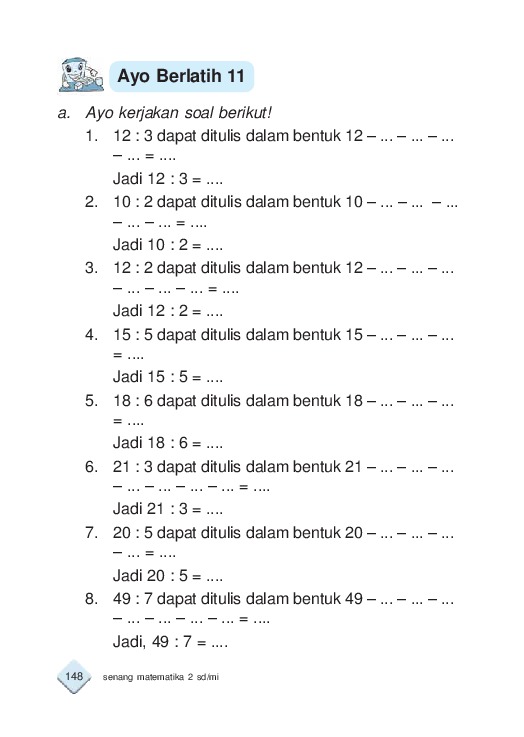 Ayo Berlatih 11
a. Ayo kerjakan soal berikut!
1. 12 : 3 dapat ditulis dalam bentuk 12 – ... – ... – ...
– ... = ....
Jadi 12 : 3 = ....
2. 10 : 2 dapat ditulis dalam bentuk 10 – ... – ... – ...
– ... – ... = ....
Jadi 10 : 2 = ....
3. 12 : 2 dapat ditulis dalam bentuk 12 – ... – ... – ...
– ... – ... – ... = ....
Jadi 12 : 2 = ....
4. 15 : 5 dapat ditulis dalam bentuk 15 – ... – ... – ...
= ....
Jadi 15 : 5 = ....
5. 18 : 6 dapat ditulis dalam bentuk 18 – ... – ... – ...
= ....
Jadi 18 : 6 = ....
6. 21 : 3 dapat ditulis dalam bentuk 21 – ... – ... – ...
– ... – ... – ... – ... = ....
Jadi 21 : 3 = ....
7. 20 : 5 dapat ditulis dalam bentuk 20 – ... – ... – ...
– ... = ....
Jadi 20 : 5 = ....
8. 49 : 7 dapat ditulis dalam bentuk 49 – ... – ... – ...
– ... – ... – ... – ... = ....
Jadi, 49 : 7 = ....
148 senang matematika 2 sd/mi